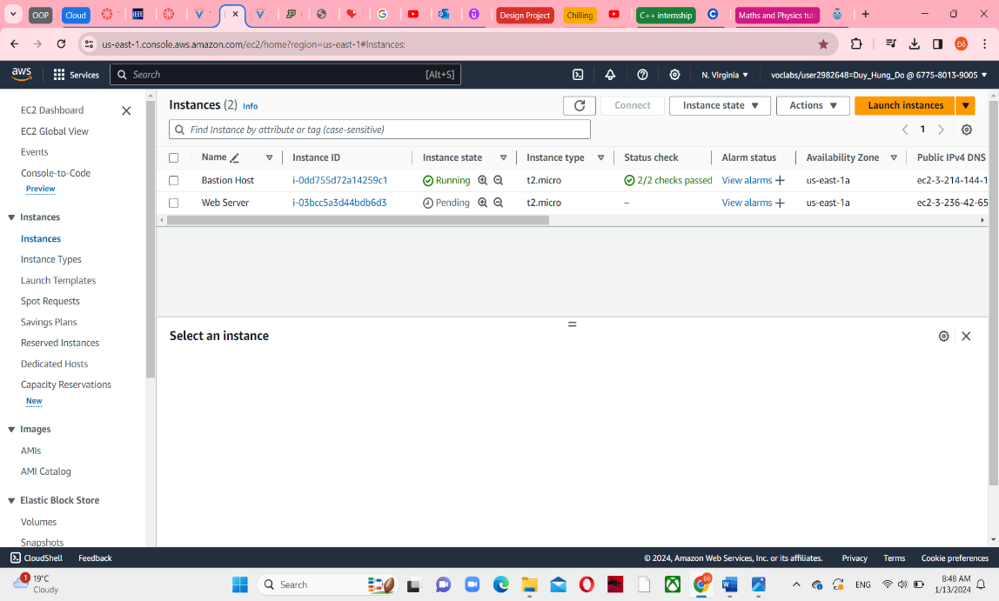 OOP
Cloud
IEEE
Design Project
Chilling
C++ internship
Maths and Physics tut
us-east-1.console.aws.amazon.com/ec2/home?region=us-east-1#Instances:
Đỗ
aws
Services
Search
[Alt+S]
N. Virginia
voclabs/user2982648=Duy_Hung_Do @ 6775-8013-9005
EC2 Dashboard
EC2 Global View
Events
Console-to-Code
Preview
Instances
Instances
Instance Types
Launch Templates
Spot Requests
Savings Plans
Reserved Instances
Dedicated Hosts
Capacity Reservations
New
Images
AMIs
AMI Catalog
Elastic Block Store
Volumes
Snapshots
Instances (2) Info
Connect
Instance state
Actions
Launch instances
Find Instance by attribute or tag (case-sensitive)
1
Name Instance ID Instance state Instance type Status check Alarm status Availability Zone Public IPv4 DNS
Bastion Host i-0dd755d72a14259c1 Running t2.micro 2/2 checks passed View alarms + us-east-1a ec2-3-214-144-1
Web Server i-03bcc5a3d44bdb6d3 Pending t2.micro – View alarms + us-east-1a ec2-3-236-42-65
Select an instance
CloudShell Feedback © 2024, Amazon Web Services, Inc. or its affiliates. Privacy Terms Cookie preferences
1
19°C
Cloudy
Search
ENG
8:48 AM
1/13/2024